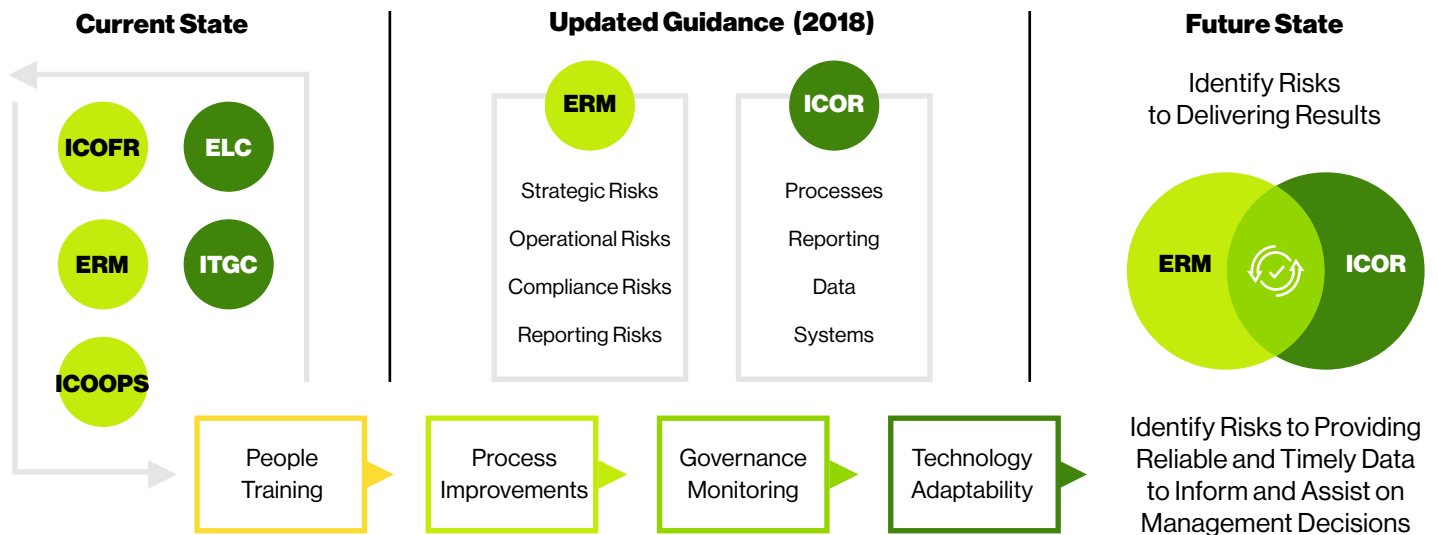 Current State
ICOFR
ELC
ERM
ITGC
ICOOPS
Updated Guidance (2018)
ERM
Strategic Risks
Operational Risks
Compliance Risks
Reporting Risks
ICOR
Processes
Reporting
Data
Systems
Future State
Identify Risks
to Delivering Results
ERM
ICOR
People
Training
Process
Improvements
Governance
Monitoring
Technology
Adaptability
Identify Risks to Providing
Reliable and Timely Data
to Inform and Assist on
Management Decisions